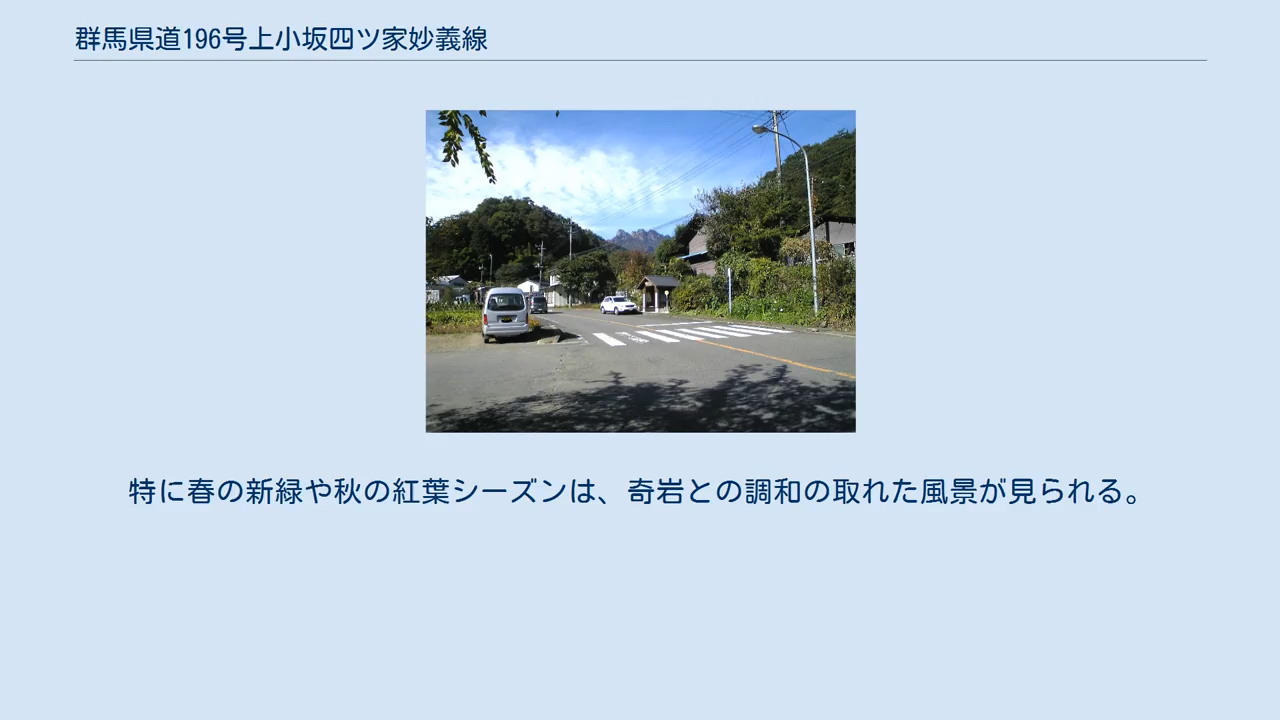 群馬県道196号上小坂四ツ家妙義線
特に春の新緑や秋の紅葉シーズンは、奇岩との調和の取れた風景が見られる。